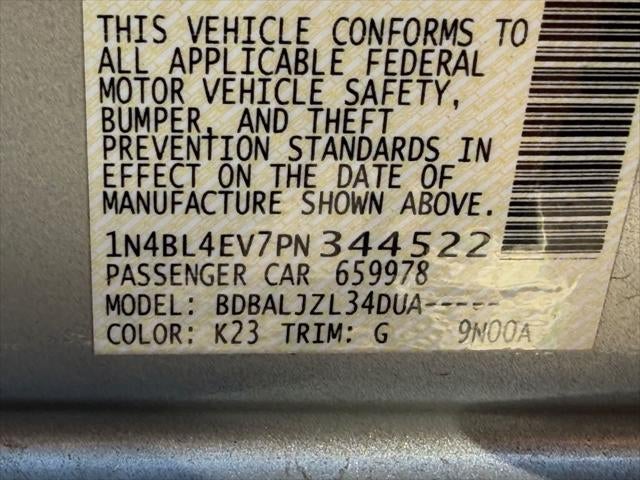 THIS VEHICLE CONFORMS TO
ALL APPLICABLE FEDERAL
MOTOR VEHICLE SAFETY,
BUMPER, AND THEFT
PREVENTION STANDARDS IN
EFFECT ON THE DATE OF
MANUFACTURE SHOWN ABOVE.
1N4BL4EV7PN344522
PASSENGER CAR 659978
MODEL: BDBALJZL34DUA-----
COLOR: K23 TRIM: G 9N00A